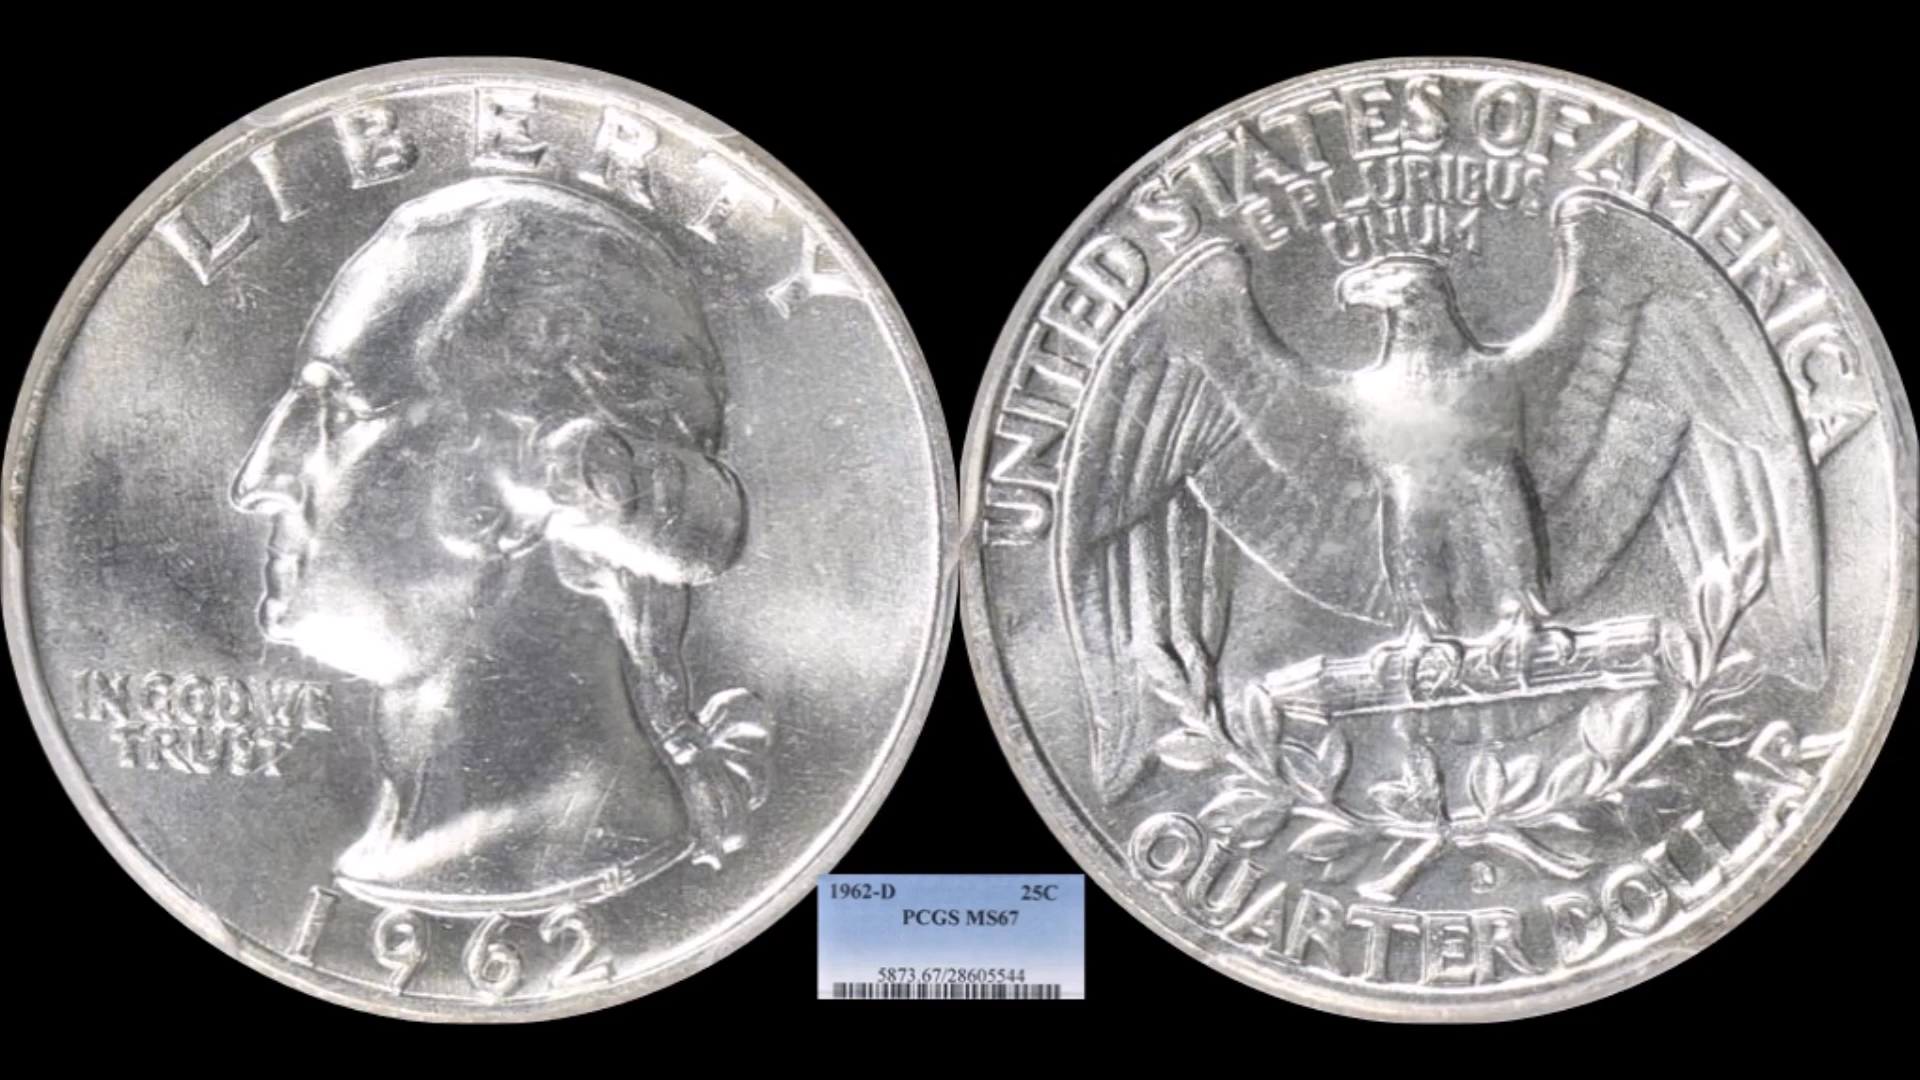 LIBERTY
IN GOD WE
TRUST
1962
UNITED STATES OF AMERICA
E PLURIBUS
UNUM
D
QUARTER DOLLAR
1962-D 25C
PCGS MS67
5873.67/28605544